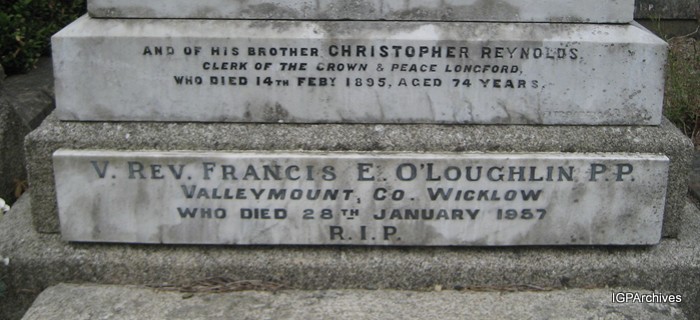 AND OF HIS BROTHER CHRISTOPHER REYNOLDS,
CLERK OF THE CROWN & PEACE LONGFORD,
WHO DIED 14TH FEBY 1895, AGED 74 YEARS.
V. REV. FRANCIS E. O'LOUGHLIN P.P.
VALLEYMOUNT, CO. WICKLOW
WHO DIED 28TH JANUARY 1957
R.I.P.
IGPArchives